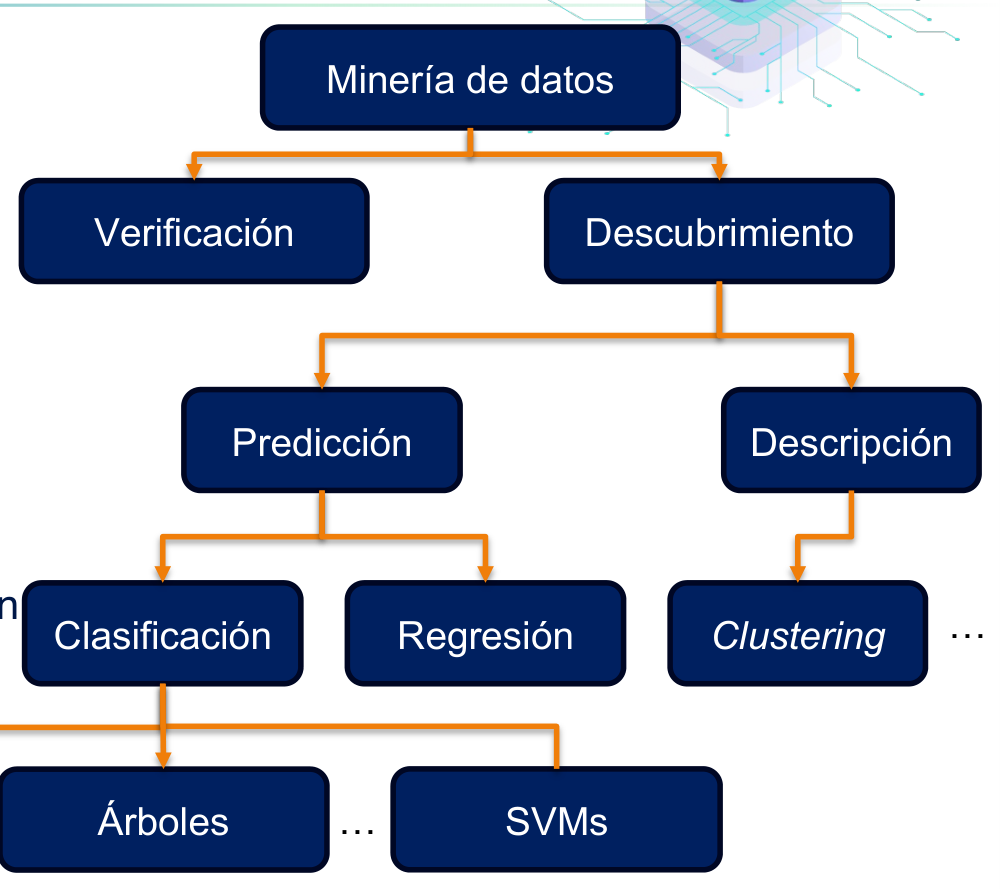 Minería de datos
Verificación
Descubrimiento
Predicción
Descripción
n
Clasificación
Regresión
Clustering
...
Árboles
...
SVMs